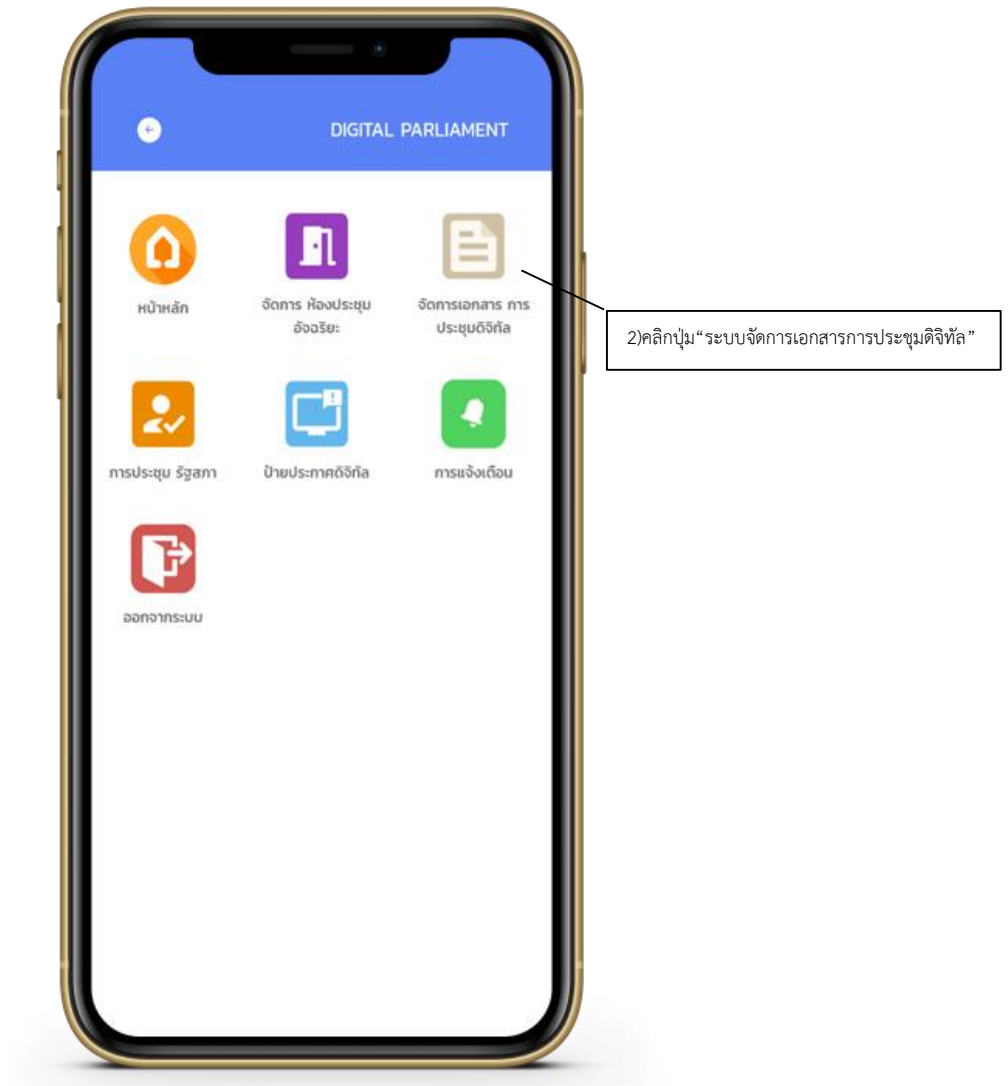 DIGITAL PARLIAMENT
หน้าหลัก
จัดการ ห้องประชุม
อัจฉริยะ
จัดการเอกสาร การ
ประชุมดิจิทัล
2)คลิกปุ่ม“ระบบจัดการเอกสารการประชุมดิจิทัล”
การประชุม รัฐสภา
ป้ายประกาศดิจิทัล
การแจ้งเตือน
ออกจากระบบ